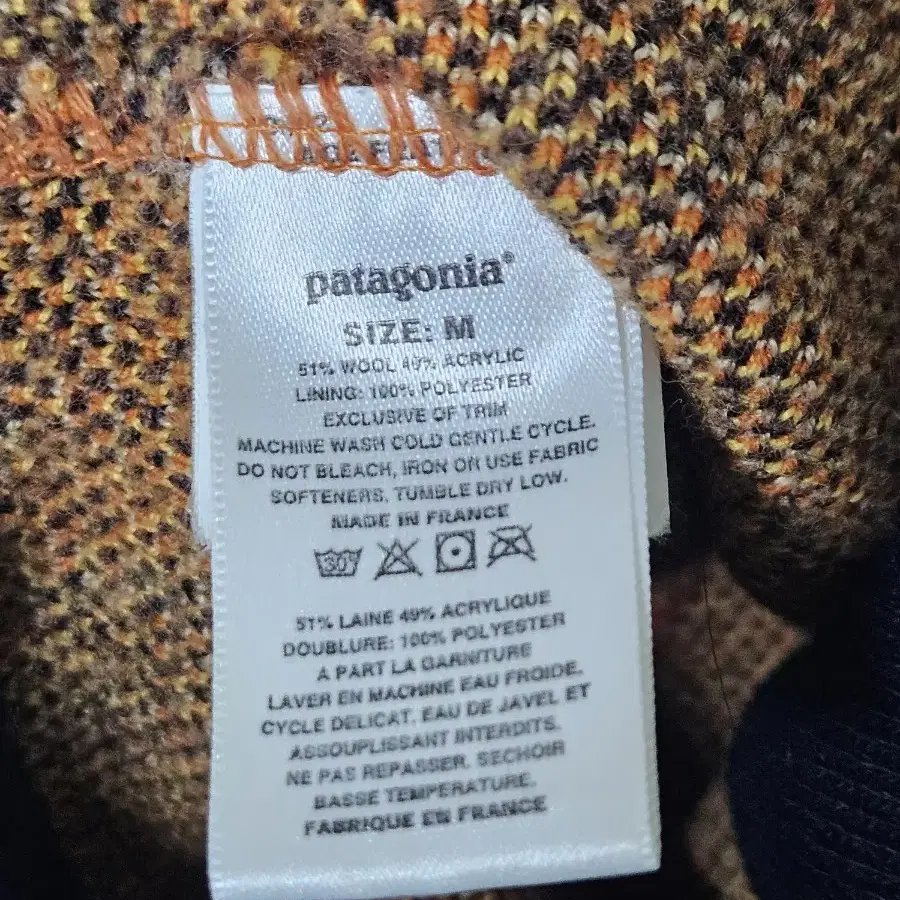 patagonia®
SIZE: M
51% WOOL 49% ACRYLIC
LINING: 100% POLYESTER
EXCLUSIVE OF TRIM
MACHINE WASH COLD GENTLE CYCLE.
DO NOT BLEACH, IRON OR USE FABRIC
SOFTENERS. TUMBLE DRY LOW.
MADE IN FRANCE
30°
51% LAINE 49% ACRYLIQUE
DOUBLURE: 100% POLYESTER
A PART LA GARNITURE
LAVER EN MACHINE EAU FROIDE.
CYCLE DELICAT. EAU DE JAVEL ET
ASSOUPLISSANT INTERDITS.
NE PAS REPASSER. SECHOIR
BASSE TEMPERATURE.
FABRIQUE EN FRANCE